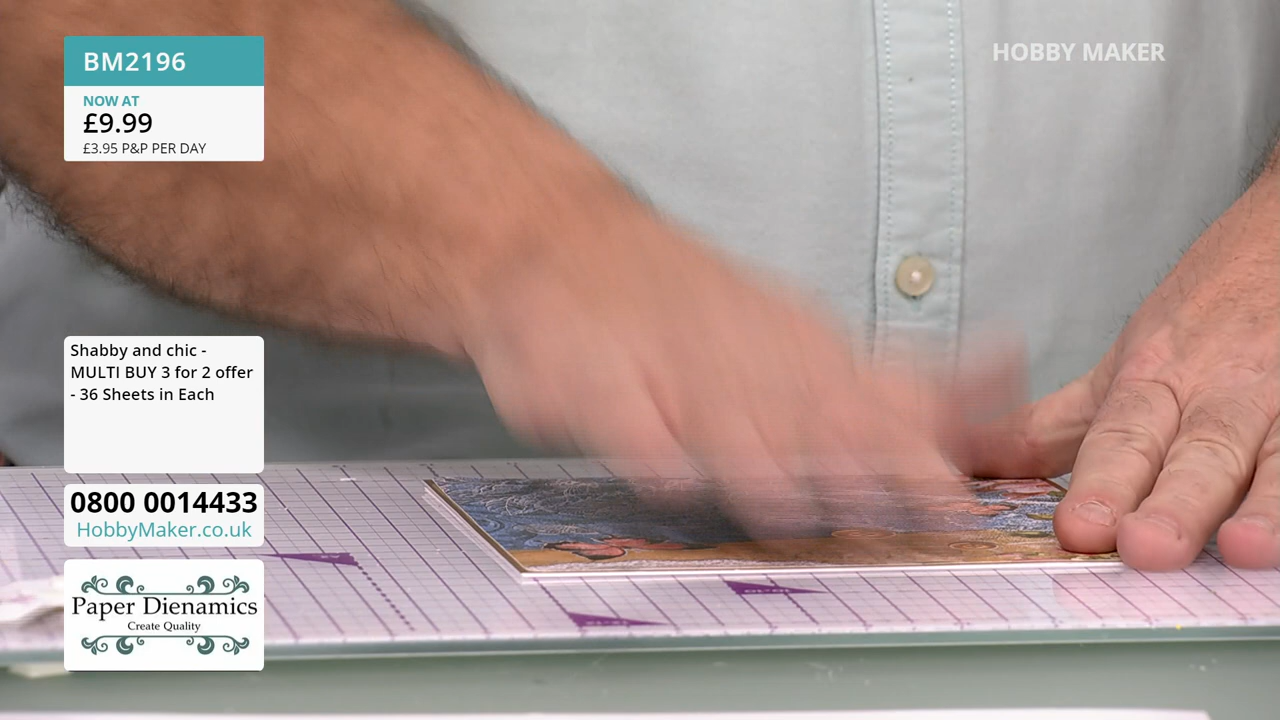 BM2196
NOW AT
£9.99
£3.95 P&P PER DAY
HOBBY MAKER
Shabby and chic -
MULTI BUY 3 for 2 offer
- 36 Sheets in Each
0800 0014433
HobbyMaker.co.uk
Paper Dienamics
Create Quality